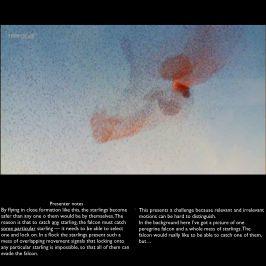 Presenter notes
By flying in close formation like this, the starlings become
safer than any one o them would be by themselves. The
reason is that to catch any starling, the falcon must catch
some particular starling — it needs to be able to select
one and lock on. In a flock the starlings present such a
mess of overlapping movement signals that locking onto
any particular starling is impossible, so that all of them can
evade the falcon.
This presents a challenge because relevant and irrelevant
motions can be hard to distinguish.
In the background here I've got a picture of one
peregrine falcon and a whole mess of starlings. The
falcon would really like to be able to catch one of them,
but…